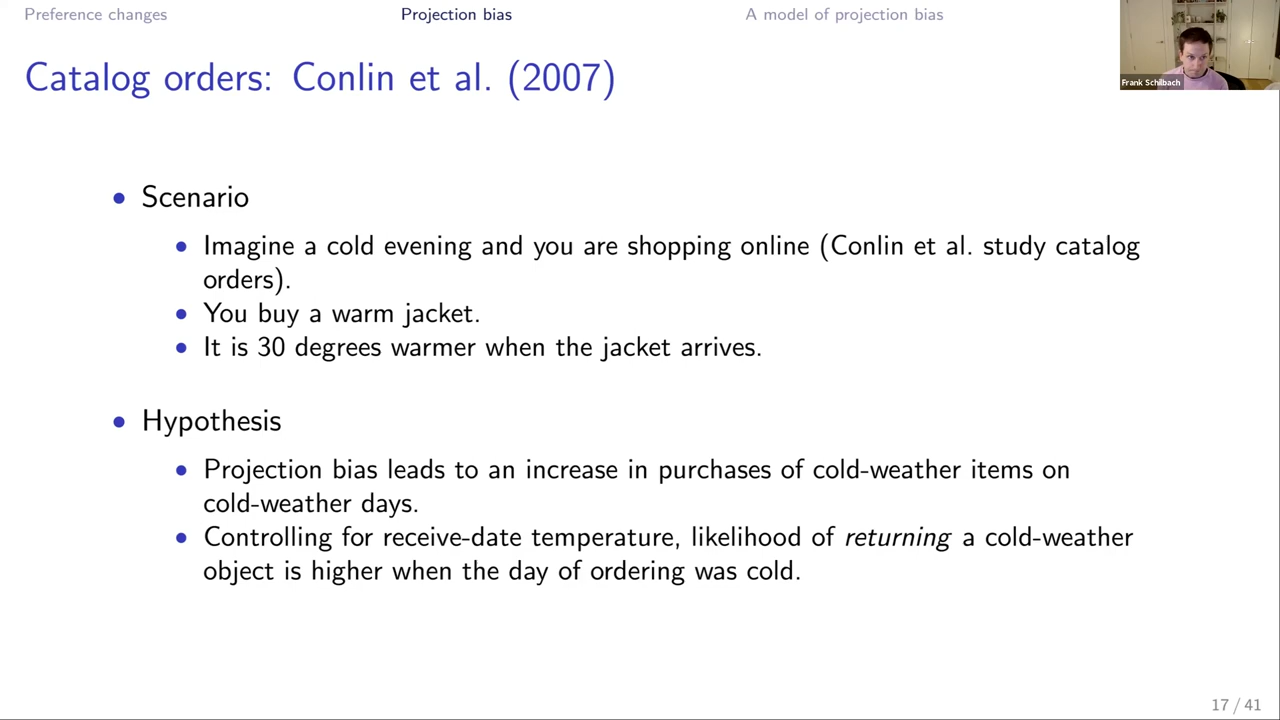 Preference changes
Projection bias
A model of projection bias
Catalog orders: Conlin et al. (2007)
Frank Schilbach
• Scenario
• Imagine a cold evening and you are shopping online (Conlin et al. study catalog
orders).
• You buy a warm jacket.
• It is 30 degrees warmer when the jacket arrives.
• Hypothesis
• Projection bias leads to an increase in purchases of cold-weather items on
cold-weather days.
• Controlling for receive-date temperature, likelihood of returning a cold-weather
object is higher when the day of ordering was cold.
17 / 41